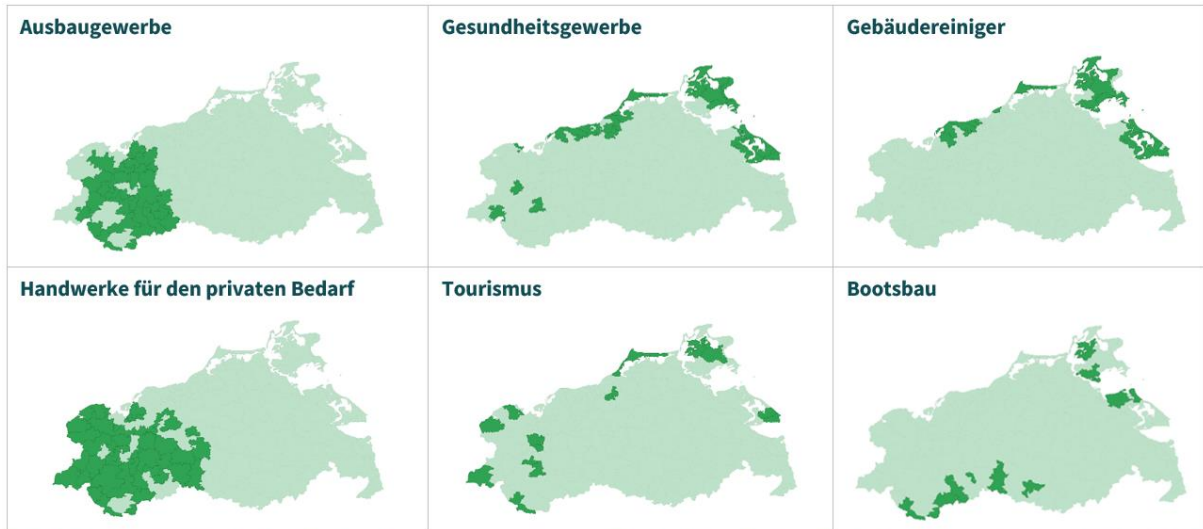 Ausbaugewerbe
Gesundheitsgewerbe
Gebäudereiniger
Handwerke für den privaten Bedarf
Tourismus
Bootsbau